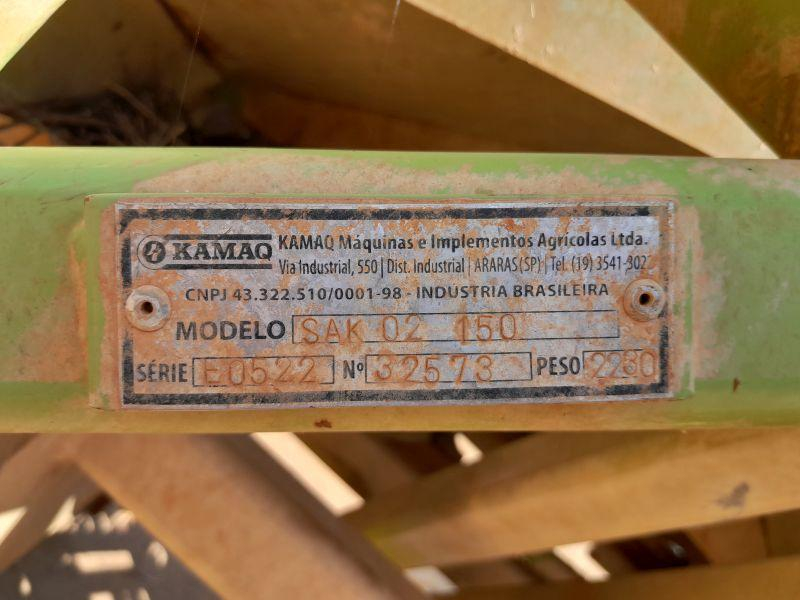 KAMAQ KAMAQ Máquinas e Implementos Agrícolas Ltda.
Via Industrial, 550 | Dist. Industrial | ARARAS (SP) | Tel. (19) 3541-302
CNPJ 43.322.510/0001-98 - INDUSTRIA BRASILEIRA
MODELO SAK 02 150
SÉRIE E0522 Nº 32573 PESO 2230